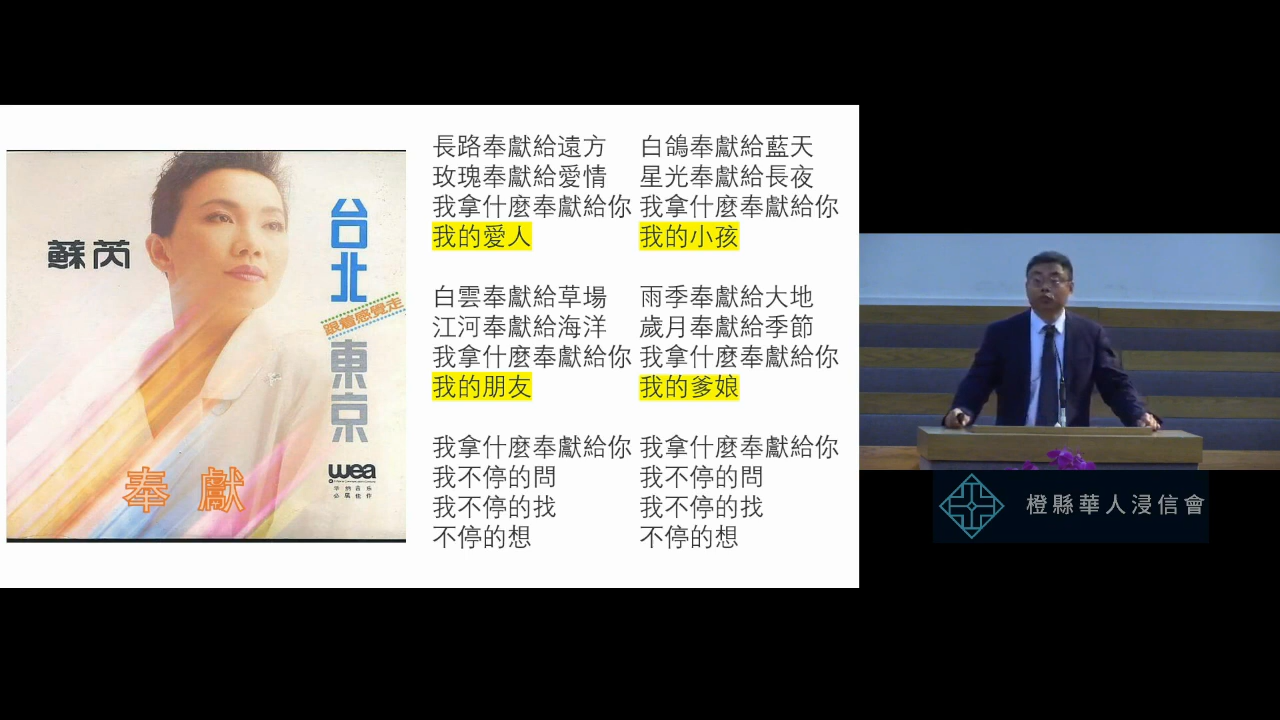 蘇芮
台北
跟着感覺走
東京
wea
奉獻
長路奉獻給遠方
玫瑰奉獻給愛情
我拿什麼奉獻給你
我的愛人
白雲奉獻給草場
江河奉獻給海洋
我拿什麼奉獻給你
我的朋友
我拿什麼奉獻給你
我不停的問
我不停的找
不停的想
白鴿奉獻給藍天
星光奉獻給長夜
我拿什麼奉獻給你
我的小孩
雨季奉獻給大地
歲月奉獻給季節
我拿什麼奉獻給你
我的爹娘
我拿什麼奉獻給你
我不停的問
我不停的找
不停的想
橙縣華人浸信會